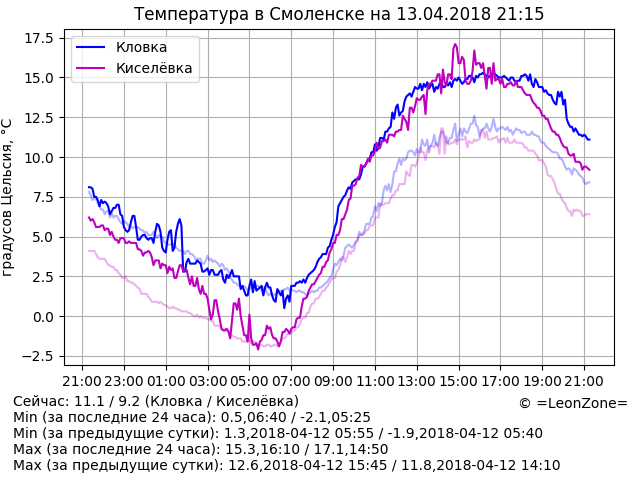 Температура в Смоленске на 13.04.2018 21:15
17.5
15.0
12.5
10.0
7.5
5.0
2.5
0.0
−2.5
градусов Цельсия, °C
Кловка
Киселёвка
21:00 23:00 01:00 03:00 05:00 07:00 09:00 11:00 13:00 15:00 17:00 19:00 21:00
Сейчас: 11.1 / 9.2 (Кловка / Киселёвка)
© =LeonZone=
Min (за последние 24 часа): 0.5,06:40 / -2.1,05:25
Min (за предыдущие сутки): 1.3,2018-04-12 05:55 / -1.9,2018-04-12 05:40
Max (за последние 24 часа): 15.3,16:10 / 17.1,14:50
Max (за предыдущие сутки): 12.6,2018-04-12 15:45 / 11.8,2018-04-12 14:10